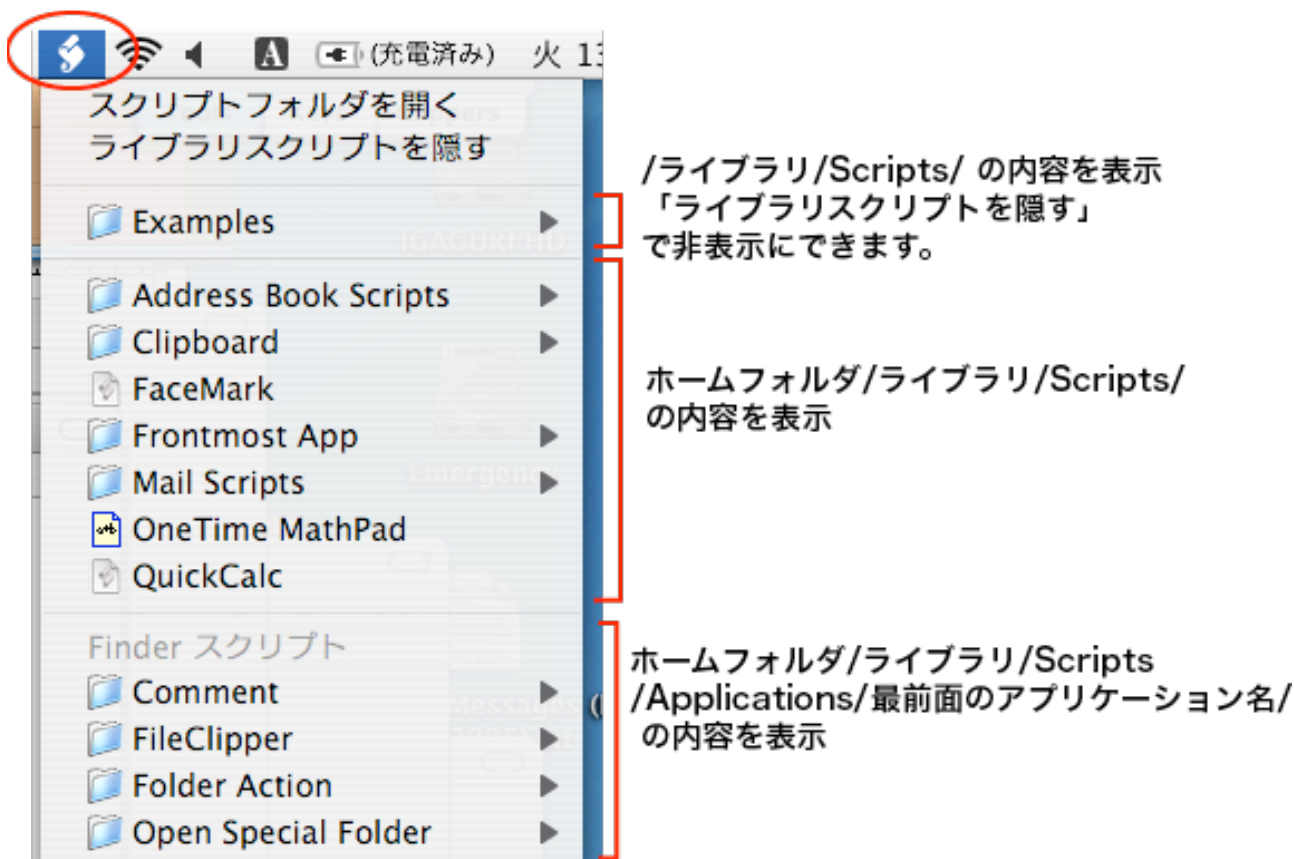 A (充電済み) 火 13
スクリプトフォルダを開く
ライブラリスクリプトを隠す
/ライブラリ/Scripts/ の内容を表示
「ライブラリスクリプトを隠す」
で非表示にできます。
Examples
IGAGURI HD
Address Book Scripts
Clipboard
FaceMark
Frontmost App
Mail Scripts
Emergency
OneTime MathPad
QuickCalc
ホームフォルダ/ライブラリ/Scripts/
の内容を表示
Finder スクリプト
Comment
FileClipper
Folder Action
Open Special Folder
Messages (
ホームフォルダ/ライブラリ/Scripts
/Applications/最前面のアプリケーション名/
の内容を表示